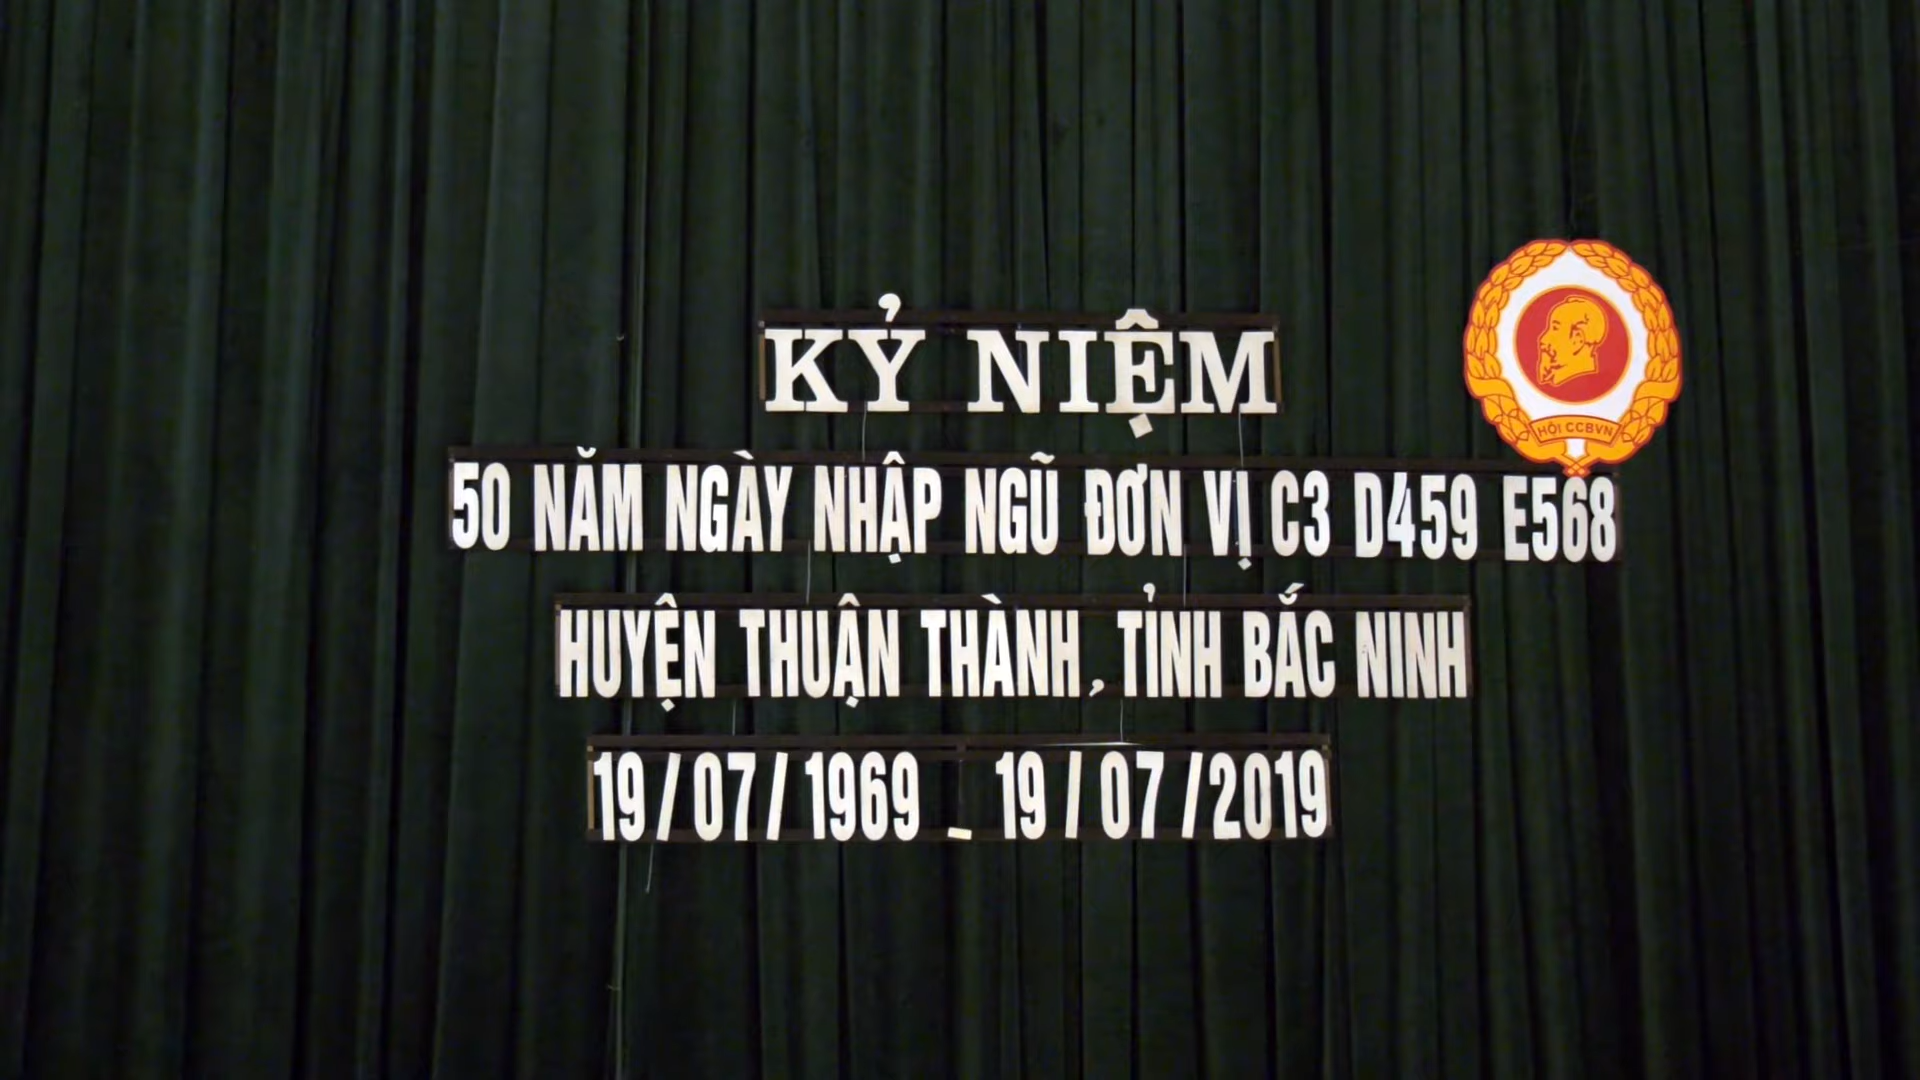 KỶ NIỆM
HỘI CCBVN
50 NĂM NGÀY NHẬP NGŨ ĐƠN VỊ C3 D459 E568
HUYỆN THUẬN THÀNH, TỈNH BẮC NINH
19/07/1969 - 19/07/2019